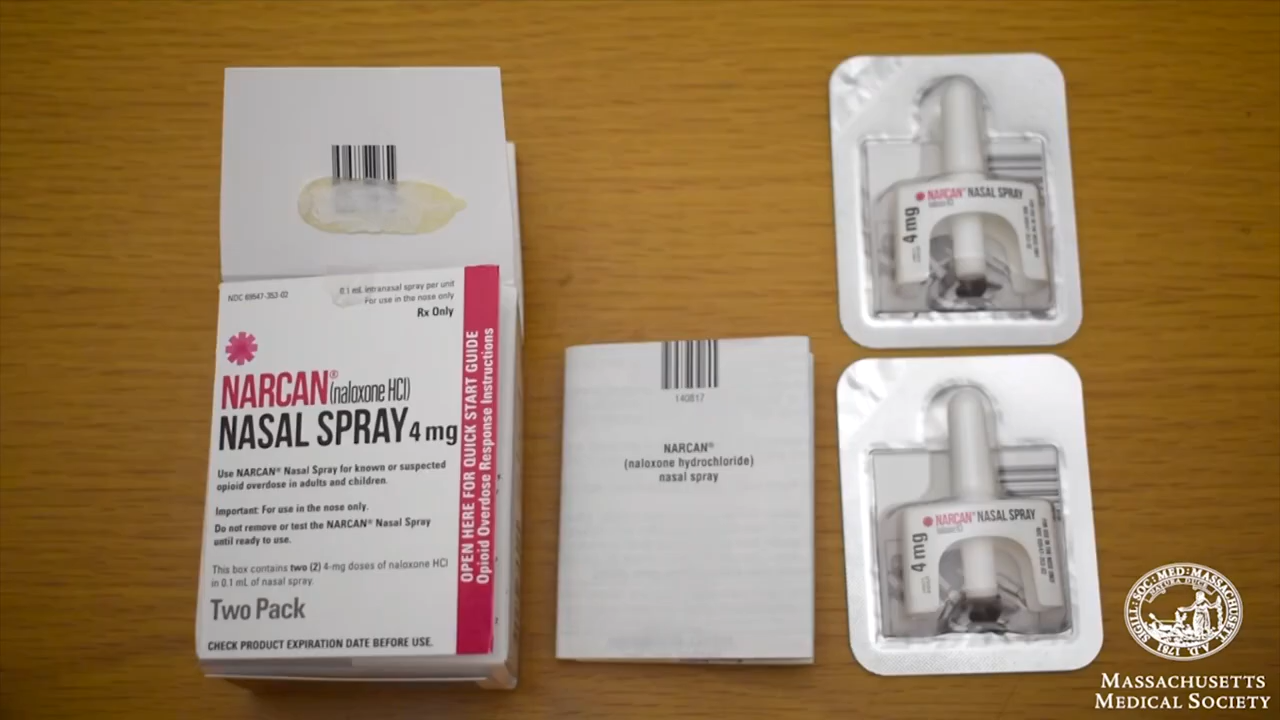 NDC 69547-353-02
0.1 mL intranasal spray per unit
For use in the nose only
Rx Only
NARCAN® (naloxone HCl)
NASAL SPRAY 4 mg
Use NARCAN® Nasal Spray for known or suspected
opioid overdose in adults and children.
Important: For use in the nose only.
Do not remove or test the NARCAN® Nasal Spray
until ready to use.
This box contains two (2) 4-mg doses of naloxone HCl
in 0.1 mL of nasal spray.
Two Pack
CHECK PRODUCT EXPIRATION DATE BEFORE USE.
OPEN HERE FOR QUICK START GUIDE
Opioid Overdose Response Instructions
140817
NARCAN®
(naloxone hydrochloride)
nasal spray
NARCAN® NASAL SPRAY
4 mg
NARCAN® NASAL SPRAY
4 mg
SIGILL: SOC: MED: MASSACHUSETT
A.D. 1781
MASSACHUSETTS
MEDICAL SOCIETY